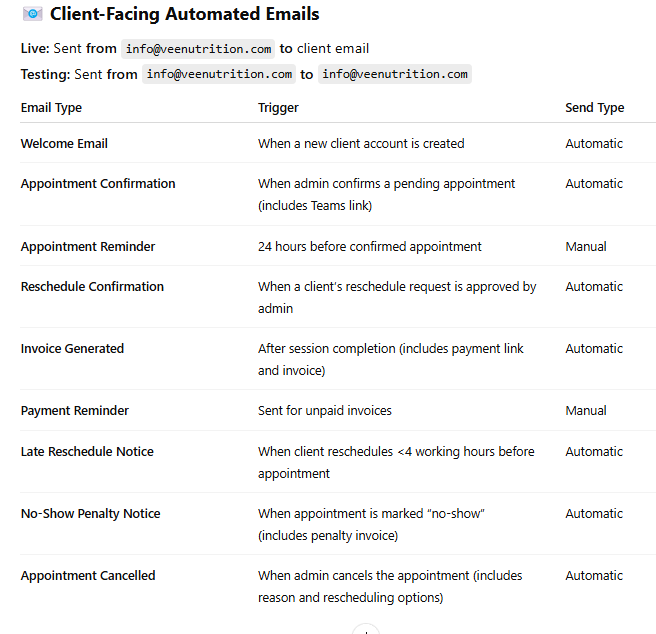 Client-Facing Automated Emails
Live: Sent from info@veenutrition.com to client email
Testing: Sent from info@veenutrition.com to info@veenutrition.com
Email Type Trigger Send Type
Welcome Email When a new client account is created Automatic
Appointment Confirmation When admin confirms a pending appointment Automatic
(includes Teams link)
Appointment Reminder 24 hours before confirmed appointment Manual
Reschedule Confirmation When a client's reschedule request is approved by Automatic
admin
Invoice Generated After session completion (includes payment link Automatic
and invoice)
Payment Reminder Sent for unpaid invoices Manual
Late Reschedule Notice When client reschedules <4 working hours before Automatic
appointment
No-Show Penalty Notice When appointment is marked “no-show” Automatic
(includes penalty invoice)
Appointment Cancelled When admin cancels the appointment (includes Automatic
reason and rescheduling options)